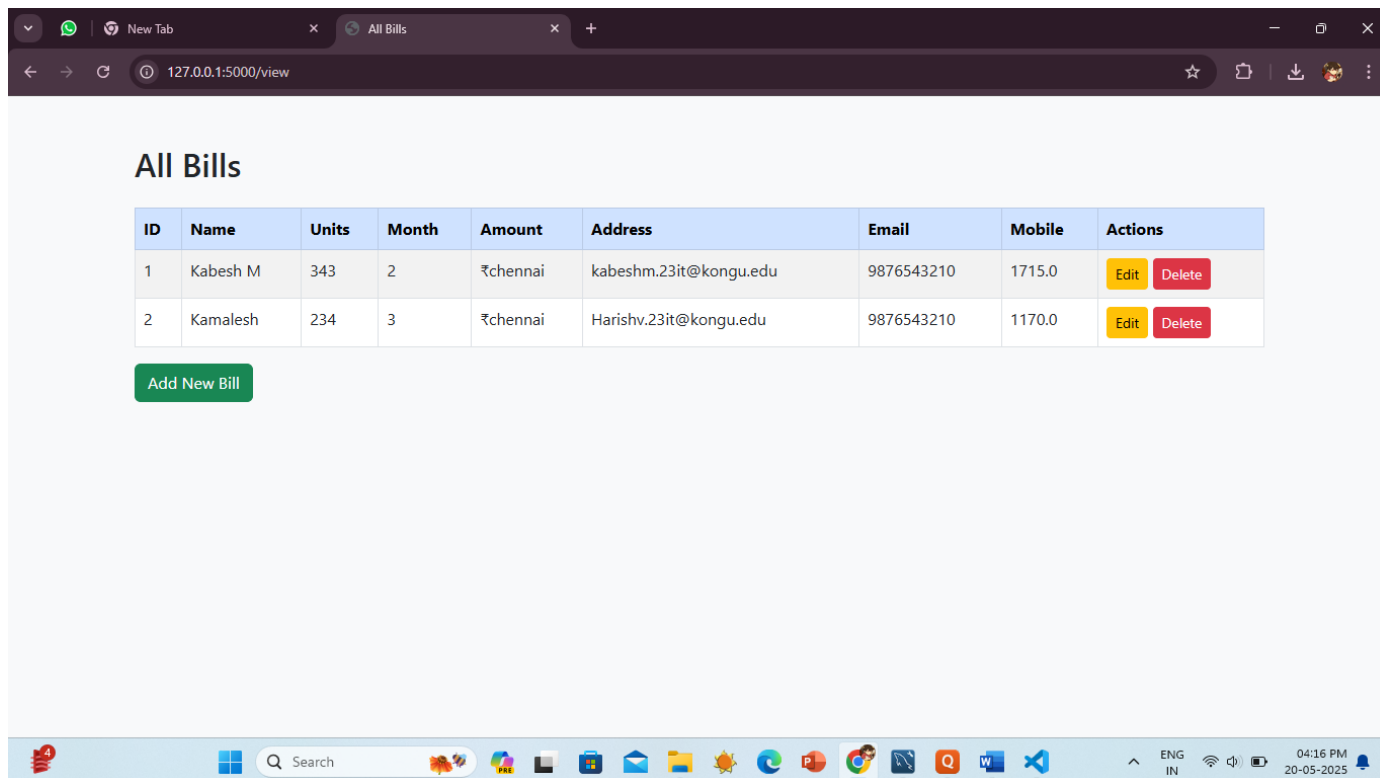 New Tab
All Bills
127.0.0.1:5000/view
All Bills
ID Name Units Month Amount Address Email Mobile Actions
1 Kabesh M 343 2 ₹chennai kabeshm.23it@kongu.edu 9876543210 1715.0 Edit Delete
2 Kamalesh 234 3 ₹chennai Harishv.23it@kongu.edu 9876543210 1170.0 Edit Delete
Add New Bill
4 Search PRE ENG 04:16 PM
IN 20-05-2025